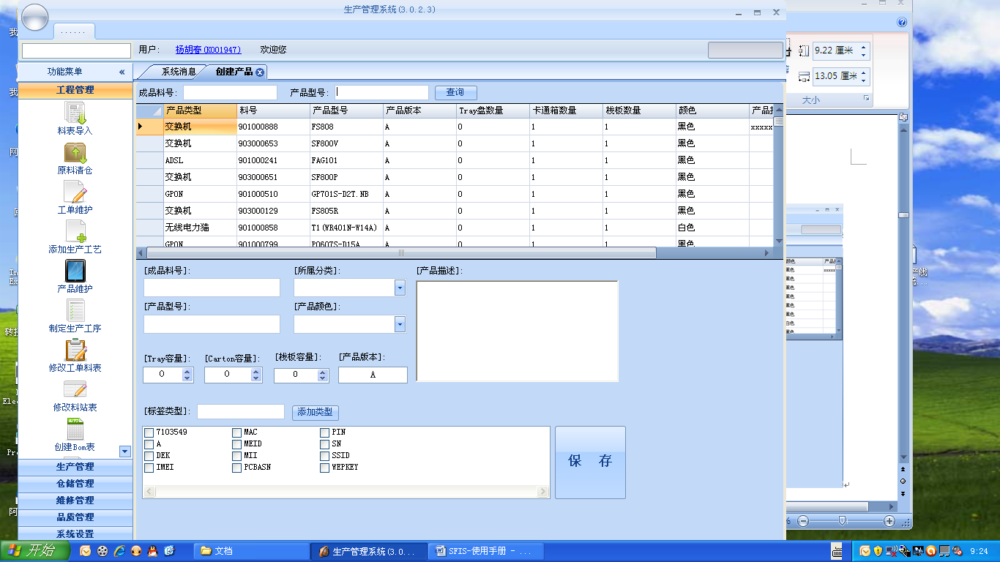 生产管理系统(3.0.2.3)
······
用户: 杨胡春(K001947) 欢迎您
9.22 厘米
13.05 厘米
大小
功能菜单 «
工程管理
料表导入
原料清仓
工单维护
添加生产工艺
产品维护
制定生产工序
修改工单料表
修改料站表
AUTO
创建Bom表
生产管理
仓储管理
维修管理
品质管理
系统设置
系统消息 创建产品
成品料号: 产品型号: 查询
产品类型 料号 产品型号 产品版本 Tray盘数量 卡通箱数量 栈板数量 颜色
交换机 901000888 FS808 A 0 1 1 黑色 xxxxx
交换机 903000653 SF800V A 0 1 1 黑色
ADSL 901000241 FAG101 A 0 1 1 黑色
交换机 903000651 SF800P A 0 1 1 黑色
GPON 901000510 GP701S-D2T.NB A 0 1 1 黑色
交换机 903000129 FS805R A 0 1 1 黑色
无线电力猫 901000858 T1(WR401N-W14A) A 0 1 1 白色
GPON 901000799 PO607S-D15A A 0 1 1 黑色
[成品料号]: [所属分类]: [产品描述]:
[产品型号]: [产品颜色]:
[Tray容量]: [Carton容量]: [栈板容量]: [产品版本]:
0 0 0 A
[标签类型]: 添加类型
7103549 MAC PIN
A MEID SN
DEK MII SSID
IMEI PCBASN WEPKEY
保 存
开始
文档
生产管理系统(3.0...
SFIS-使用手册 - ...
9:24